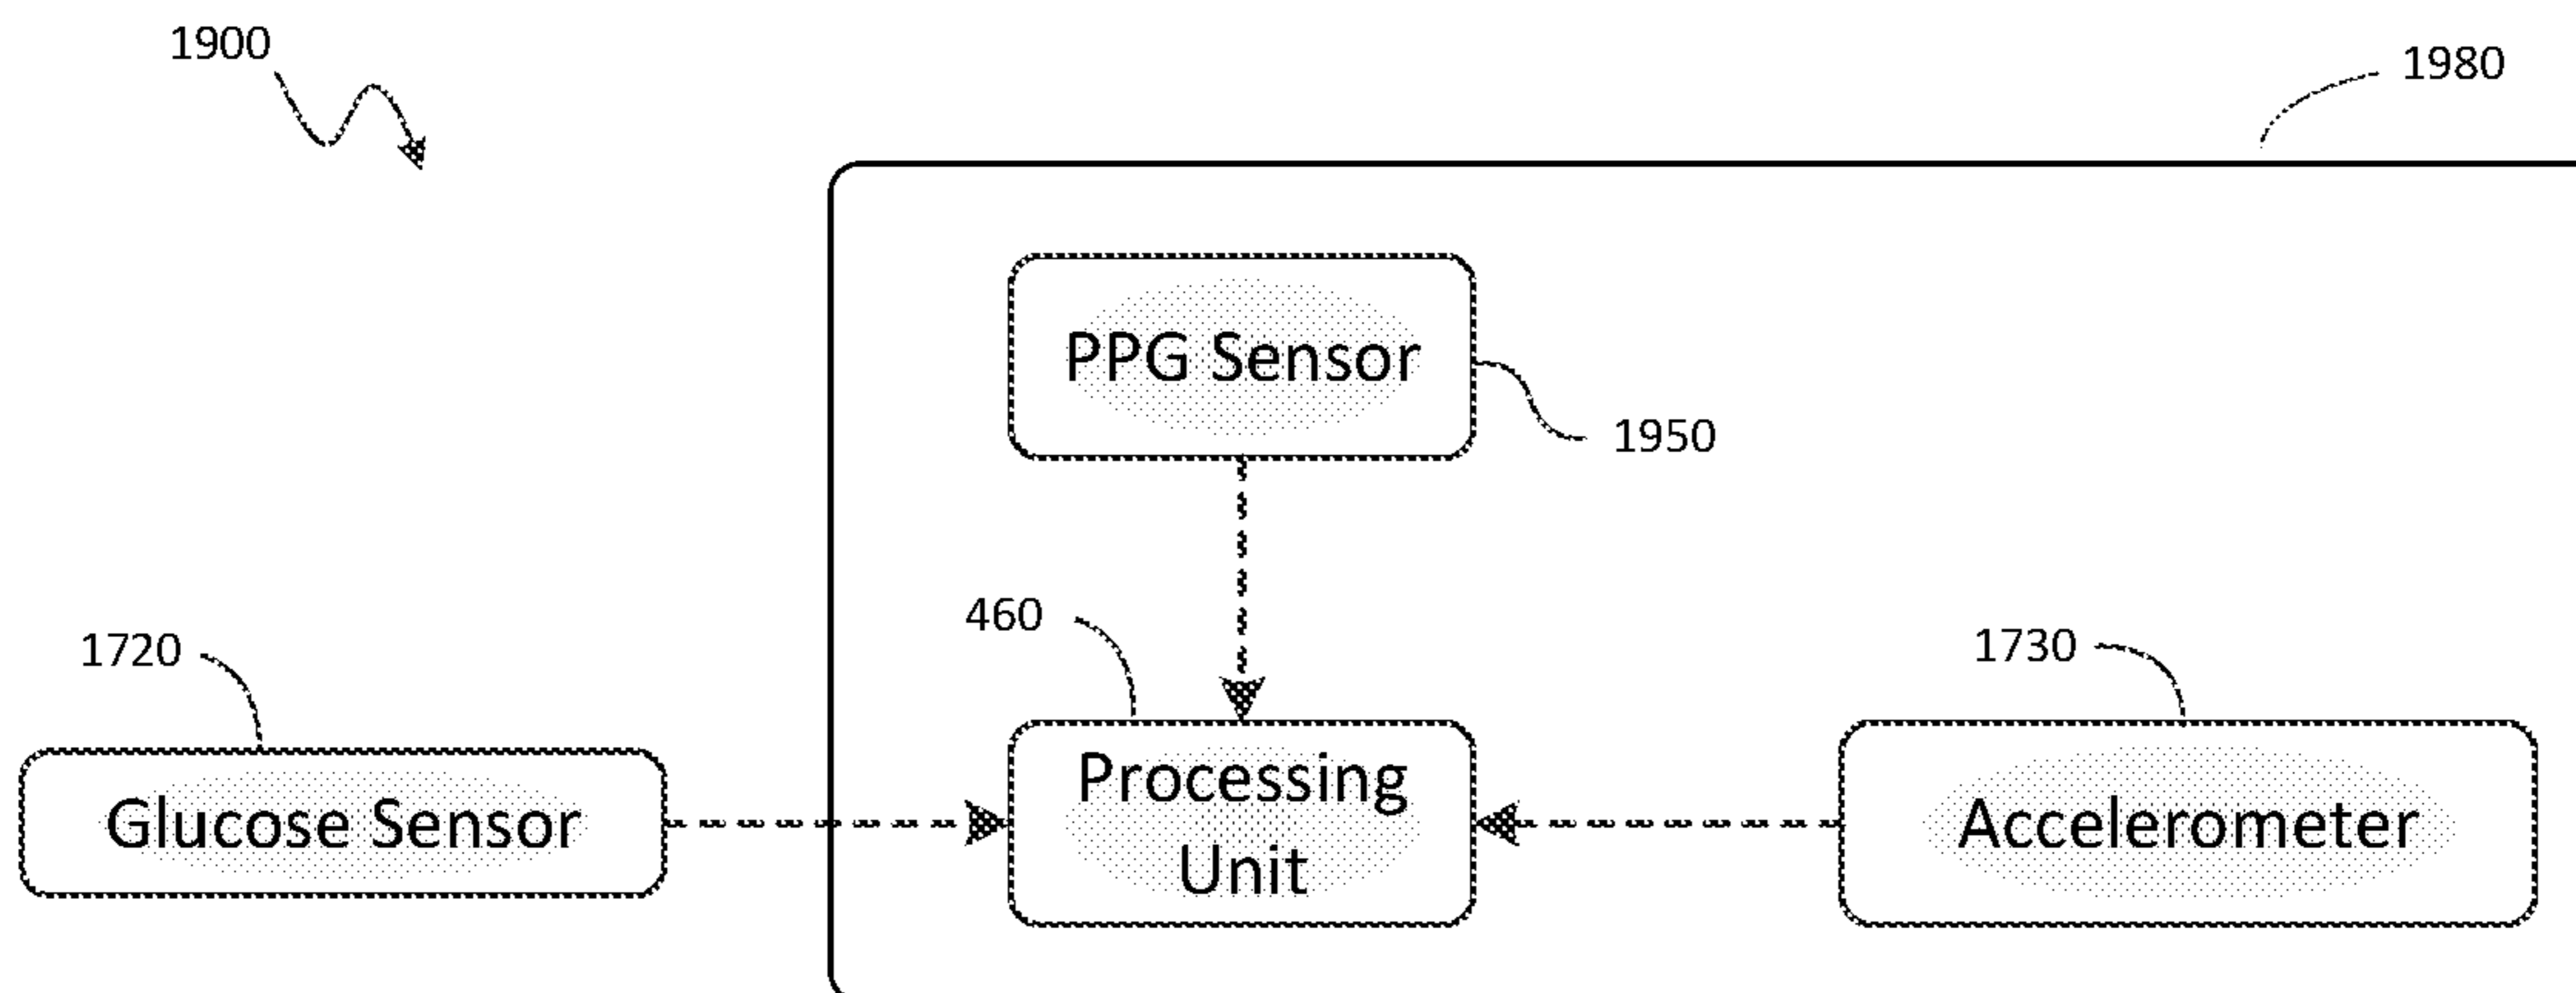 1900
1980
PPG Sensor
1950
460
1720
1730
Processing
Unit
Glucose Sensor
Accelerometer